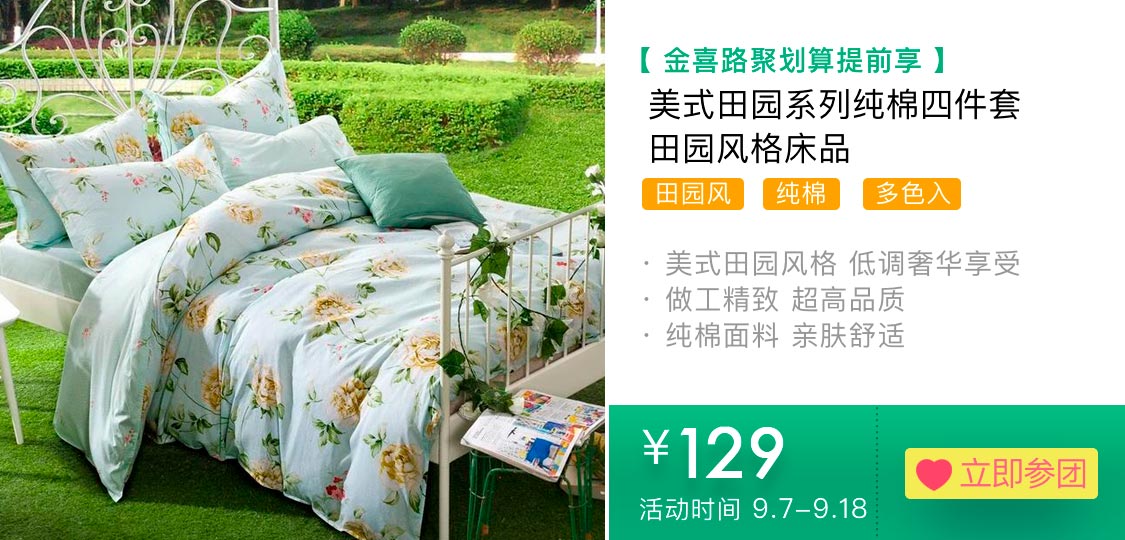 【 金喜路聚划算提前享 】
美式田园系列纯棉四件套
田园风格床品
田园风 纯棉 多色入
· 美式田园风格 低调奢华享受
· 做工精致 超高品质
· 纯棉面料 亲肤舒适
¥129
活动时间 9.7-9.18
立即参团